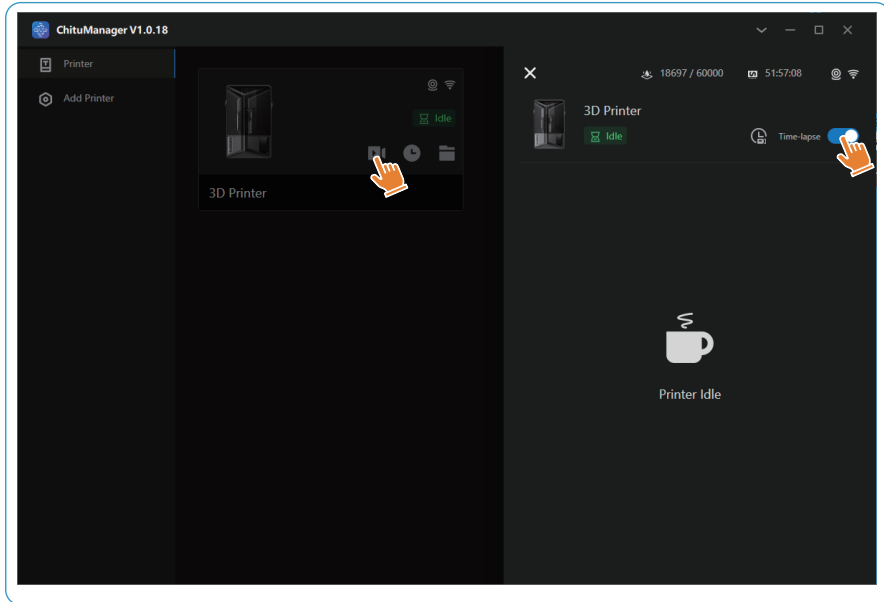 ChituManager V1.0.18
Printer
Add Printer
Idle
3D Printer
18697 / 60000
51:57:08
3D Printer
Idle
Time-lapse
Printer Idle